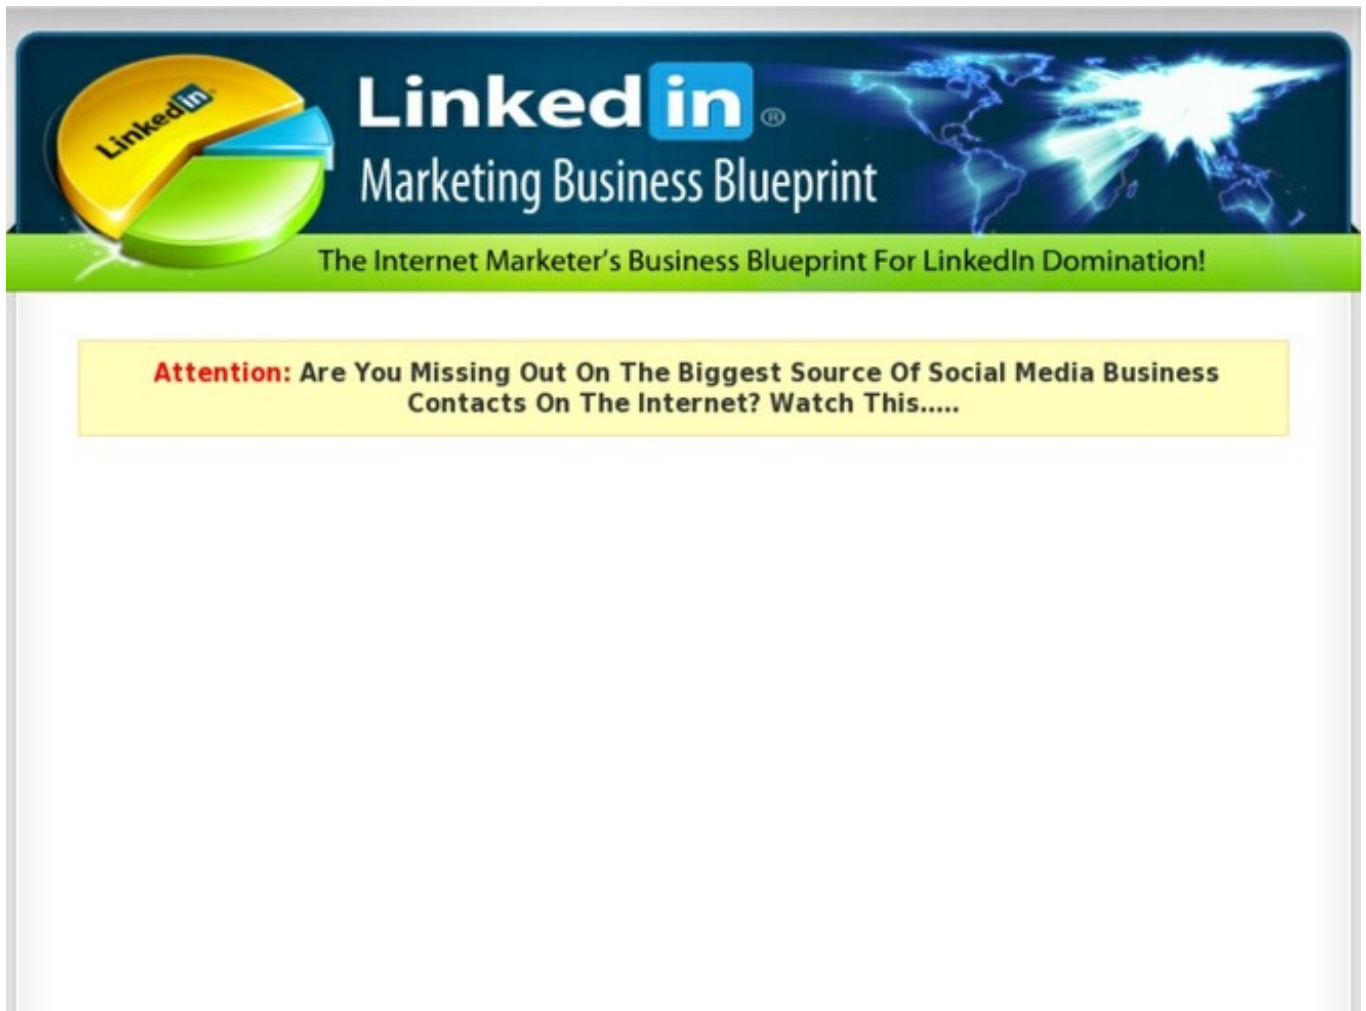 LinkedIn
Linkedin®
Marketing Business Blueprint
The Internet Marketer's Business Blueprint For LinkedIn Domination!
Attention: Are You Missing Out On The Biggest Source Of Social Media Business
Contacts On The Internet? Watch This.....